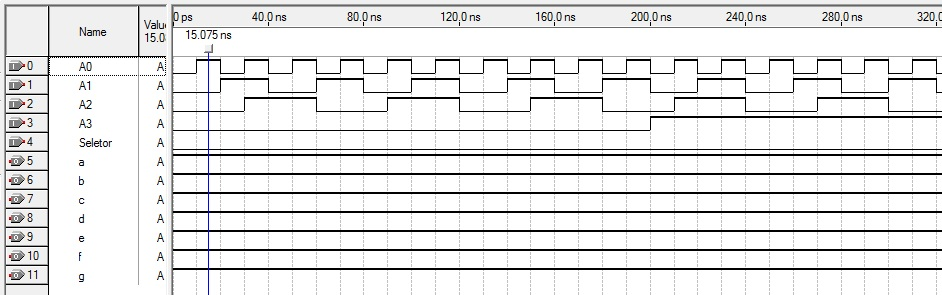 Name
Valu
15.0
0 ps
40.0 ns
80.0 ns
120.0 ns
160.0 ns
200.0 ns
240.0 ns
280.0 ns
320.0
15.075 ns
0 A0 A
1 A1 A
2 A2 A
3 A3 A
4 Seletor A
5 a A
6 b A
7 c A
8 d A
9 e A
10 f A
11 g A